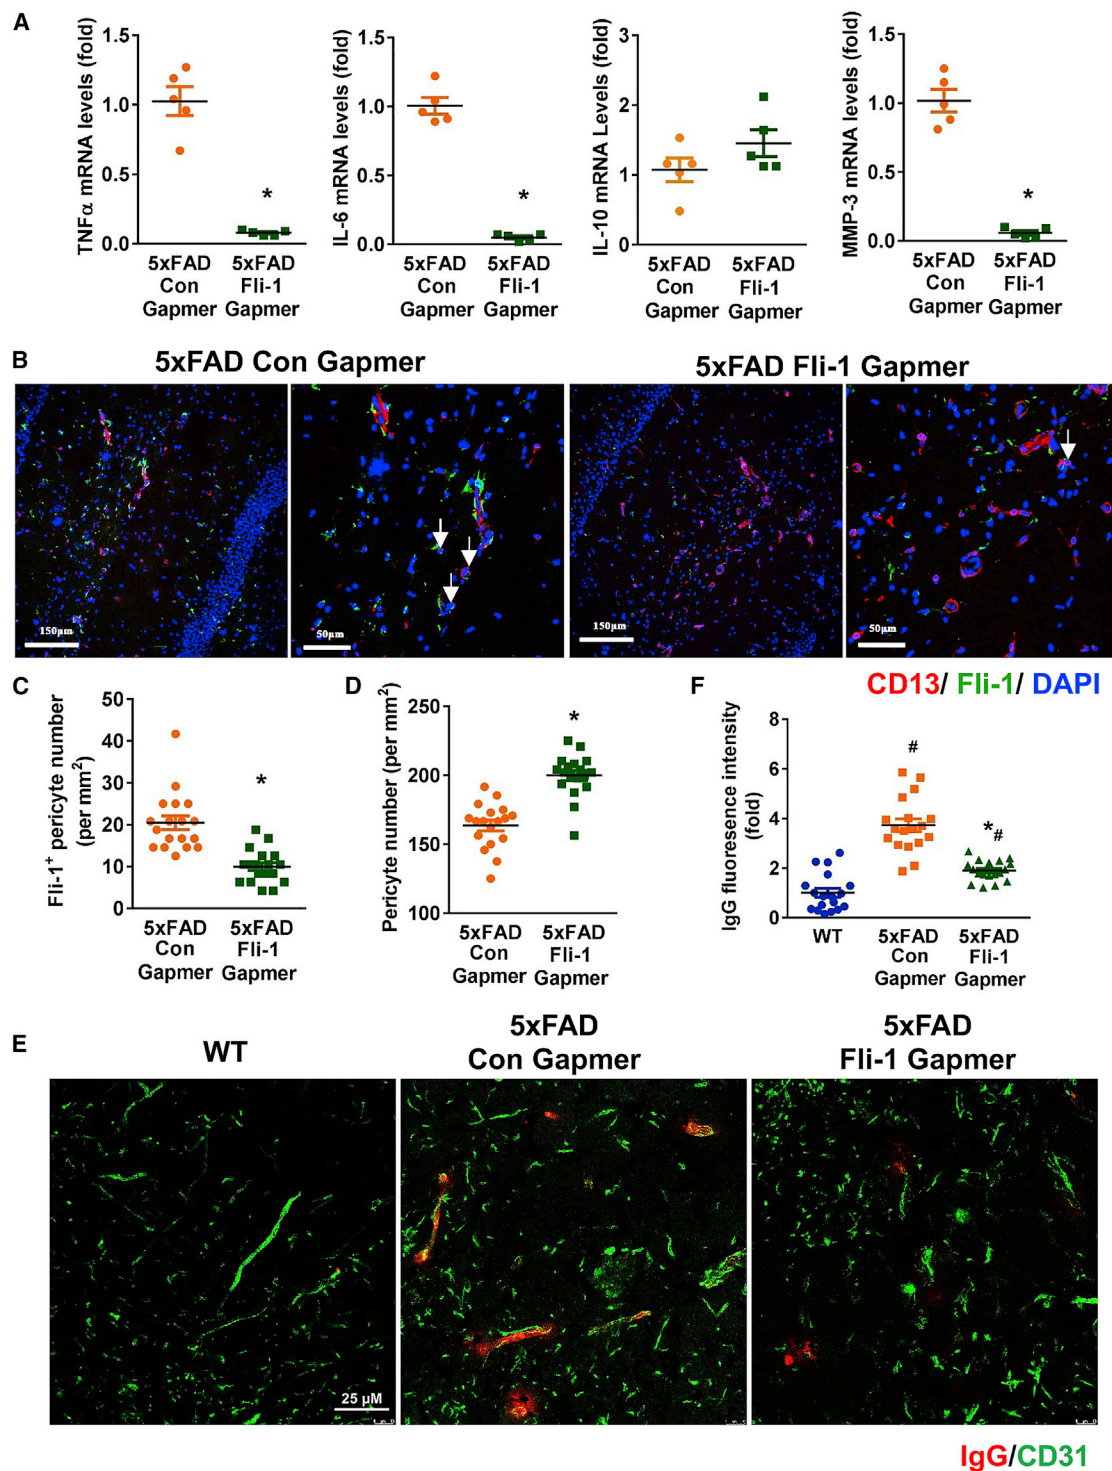 A
TNFα mRNA levels (fold)
1.5
1.0
0.5
0.0
*
5xFAD
Con
Gapmer
5xFAD
Fli-1
Gapmer
IL-6 mRNA levels (fold)
1.5
1.0
0.5
0.0
*
5xFAD
Con
Gapmer
5xFAD
Fli-1
Gapmer
IL-10 mRNA Levels (fold)
3
2
1
0
5xFAD
Con
Gapmer
5xFAD
Fli-1
Gapmer
MMP-3 mRNA levels (fold)
1.5
1.0
0.5
0.0
*
5xFAD
Con
Gapmer
5xFAD
Fli-1
Gapmer
B
5xFAD Con Gapmer
5xFAD Fli-1 Gapmer
150μm
50μm
150μm
50μm
CD13/ Fli-1/ DAPI
C
Fli-1+ pericyte number
(per mm2)
50
40
30
20
10
0
*
5xFAD
Con
Gapmer
5xFAD
Fli-1
Gapmer
D
Pericyte number (per mm2)
250
200
150
100
*
5xFAD
Con
Gapmer
5xFAD
Fli-1
Gapmer
F
IgG fluoresence intensity
(fold)
8
6
4
2
0
#
*#
WT
5xFAD
Con
Gapmer
5xFAD
Fli-1
Gapmer
E
WT
5xFAD
Con Gapmer
5xFAD
Fli-1 Gapmer
25 μM
IgG/CD31